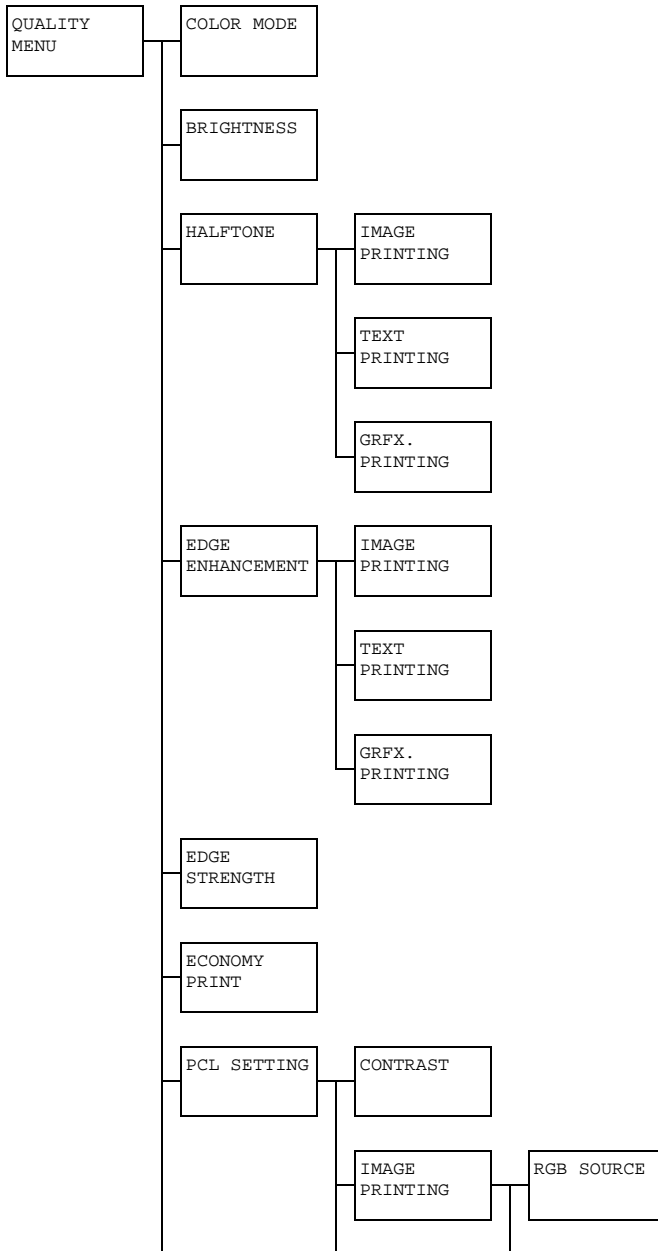 QUALITY
MENU
COLOR MODE
BRIGHTNESS
HALFTONE
IMAGE
PRINTING
TEXT
PRINTING
GRFX.
PRINTING
EDGE
ENHANCEMENT
IMAGE
PRINTING
TEXT
PRINTING
GRFX.
PRINTING
EDGE
STRENGTH
ECONOMY
PRINT
PCL SETTING
CONTRAST
IMAGE
PRINTING
RGB SOURCE